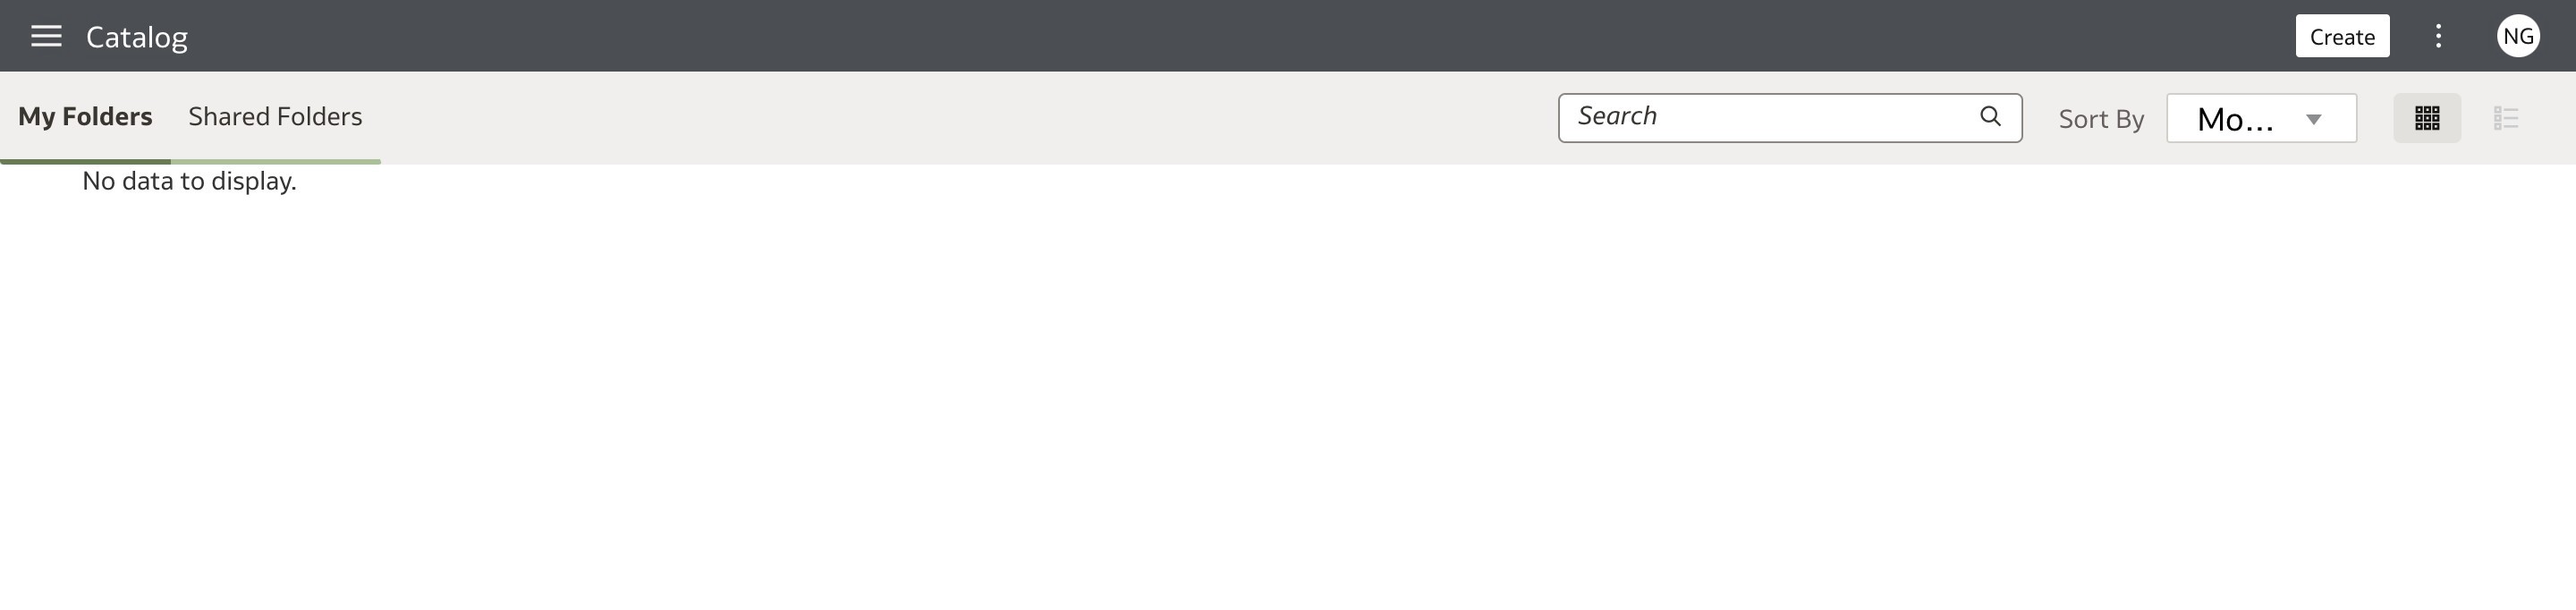 Catalog
Create
NG
My Folders
Shared Folders
Search
Sort By
Mo...
No data to display.